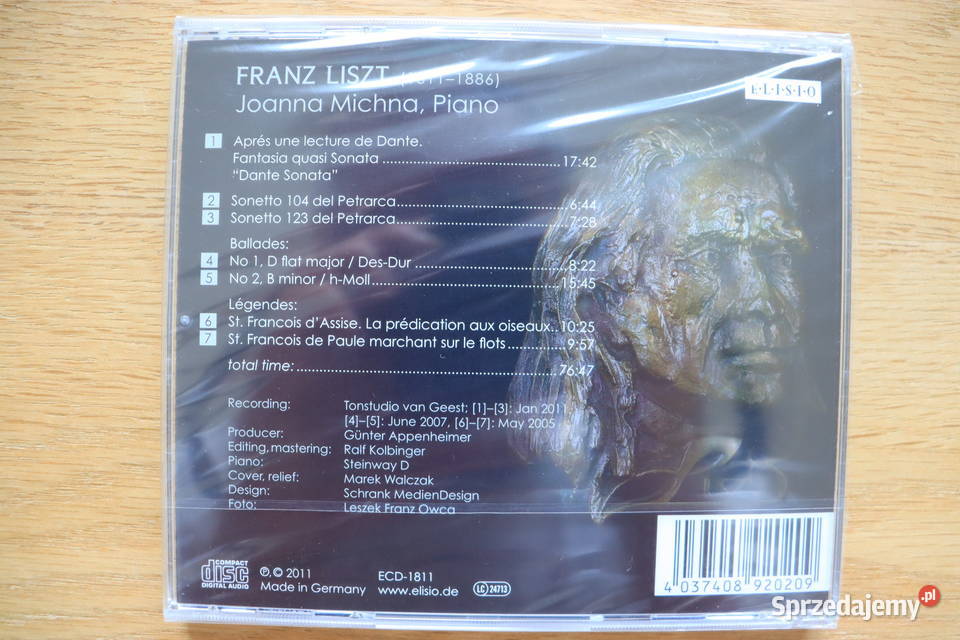 FRANZ LISZT (1811–1886)
Joanna Michna, Piano
E·L·I·S·I·O
1 Aprés une lecture de Dante.
Fantasia quasi Sonata ........ 17:42
“Dante Sonata”
2 Sonetto 104 del Petrarca ........ 6:44
3 Sonetto 123 del Petrarca ........ 7:28
Ballades:
4 No 1, D flat major / Des-Dur ........ 8:22
5 No 2, B minor / h-Moll ........ 15:45
Légendes:
6 St. Francois d’Assise. La prédication aux oiseaux.. 10:25
7 St. Francois de Paule marchant sur le flots ........ 9:57
total time: ........ 76:47
Recording: Tonstudio van Geest; [1]–[3]: Jan 2011
[4]–[5]: June 2007, [6]–[7]: May 2005
Producer: Günter Appenheimer
Editing, mastering: Ralf Kolbinger
Piano: Steinway D
Cover, relief: Marek Walczak
Design: Schrank MedienDesign
Foto: Leszek Franz Owca
COMPACT disc DIGITAL AUDIO
℗, © 2011
Made in Germany
ECD-1811
www.elisio.de
LC 24713
4 037408 920209
Sprzedajemy.pl